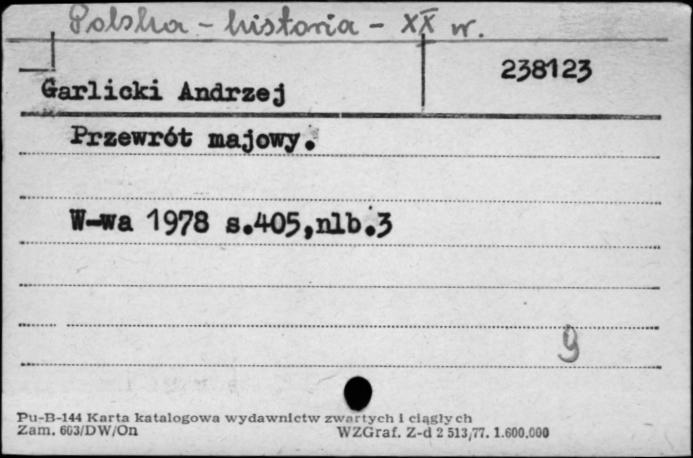 Polska - historia - XX w.
238123
Garlicki Andrzej
Przewrót majowy.
W-wa 1978 s.405,nlb.3
9
Pu-B-144 Karta katalogowa wydawnictw zwartych i ciągłych
Zam. 603/DW/On WZGraf. Z-d 2 513/77. 1.600.000